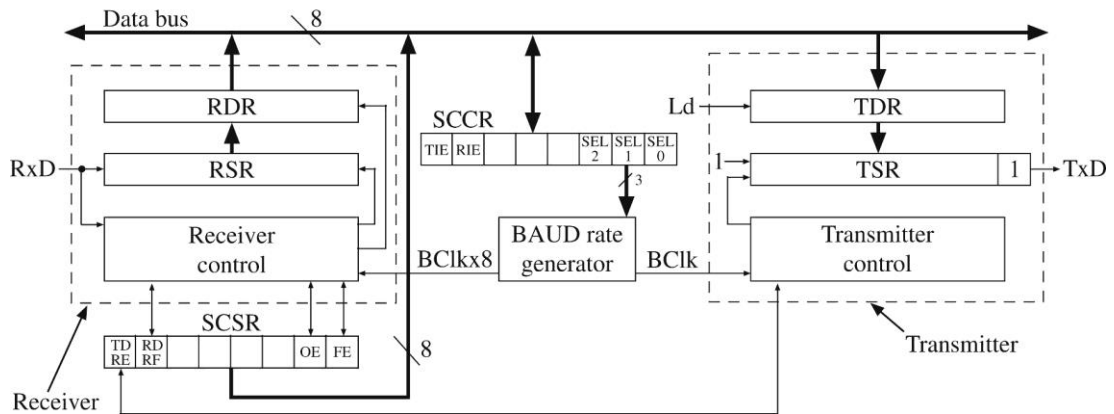 Data bus 8
RDR
Ld
TDR
SCCR
TIE RIE SEL 2 SEL 1 SEL 0
RxD
RSR
3
1
TSR
1
TxD
Receiver control
BClkx8
BAUD rate generator
BClk
Transmitter control
SCSR
TD RE RD RF OE FE
8
Transmitter
Receiver